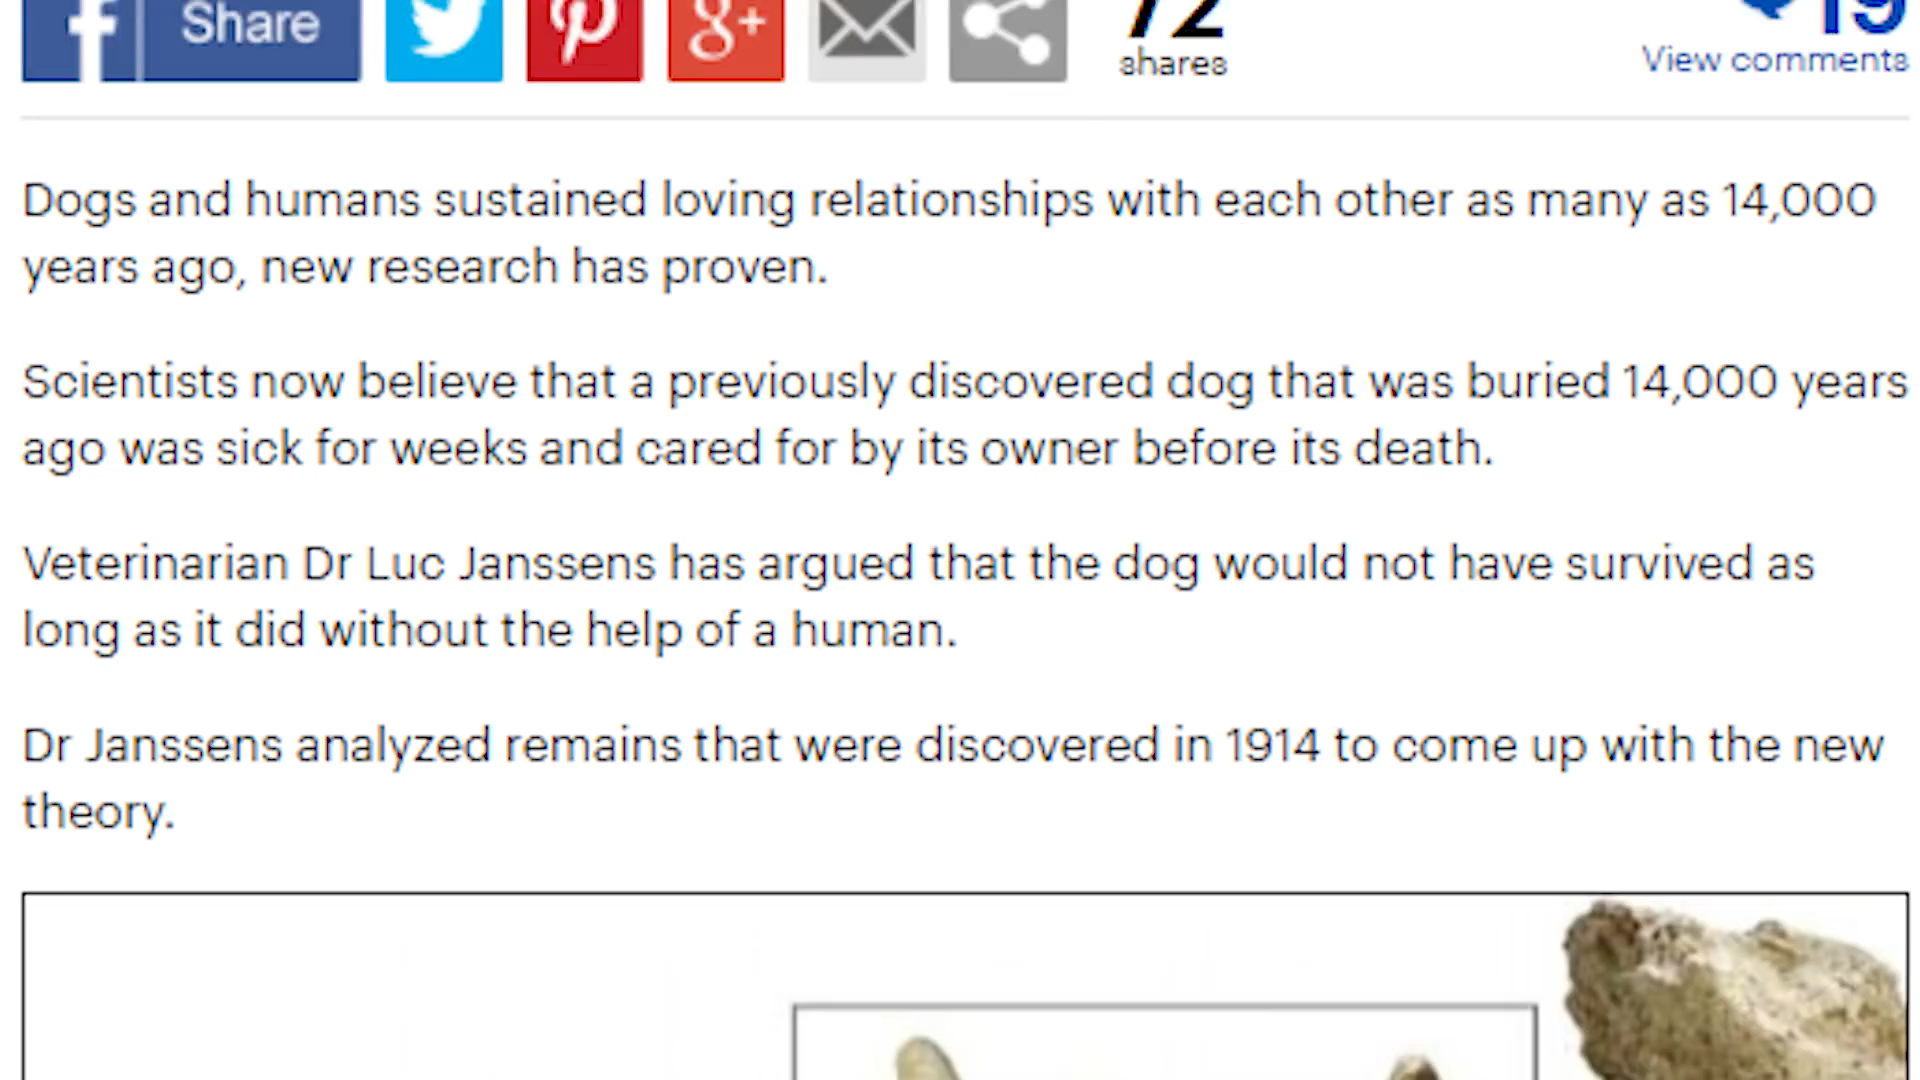 Share
g+
72
shares
19
View comments
Dogs and humans sustained loving relationships with each other as many as 14,000
years ago, new research has proven.
Scientists now believe that a previously discovered dog that was buried 14,000 years
ago was sick for weeks and cared for by its owner before its death.
Veterinarian Dr Luc Janssens has argued that the dog would not have survived as
long as it did without the help of a human.
Dr Janssens analyzed remains that were discovered in 1914 to come up with the new
theory.